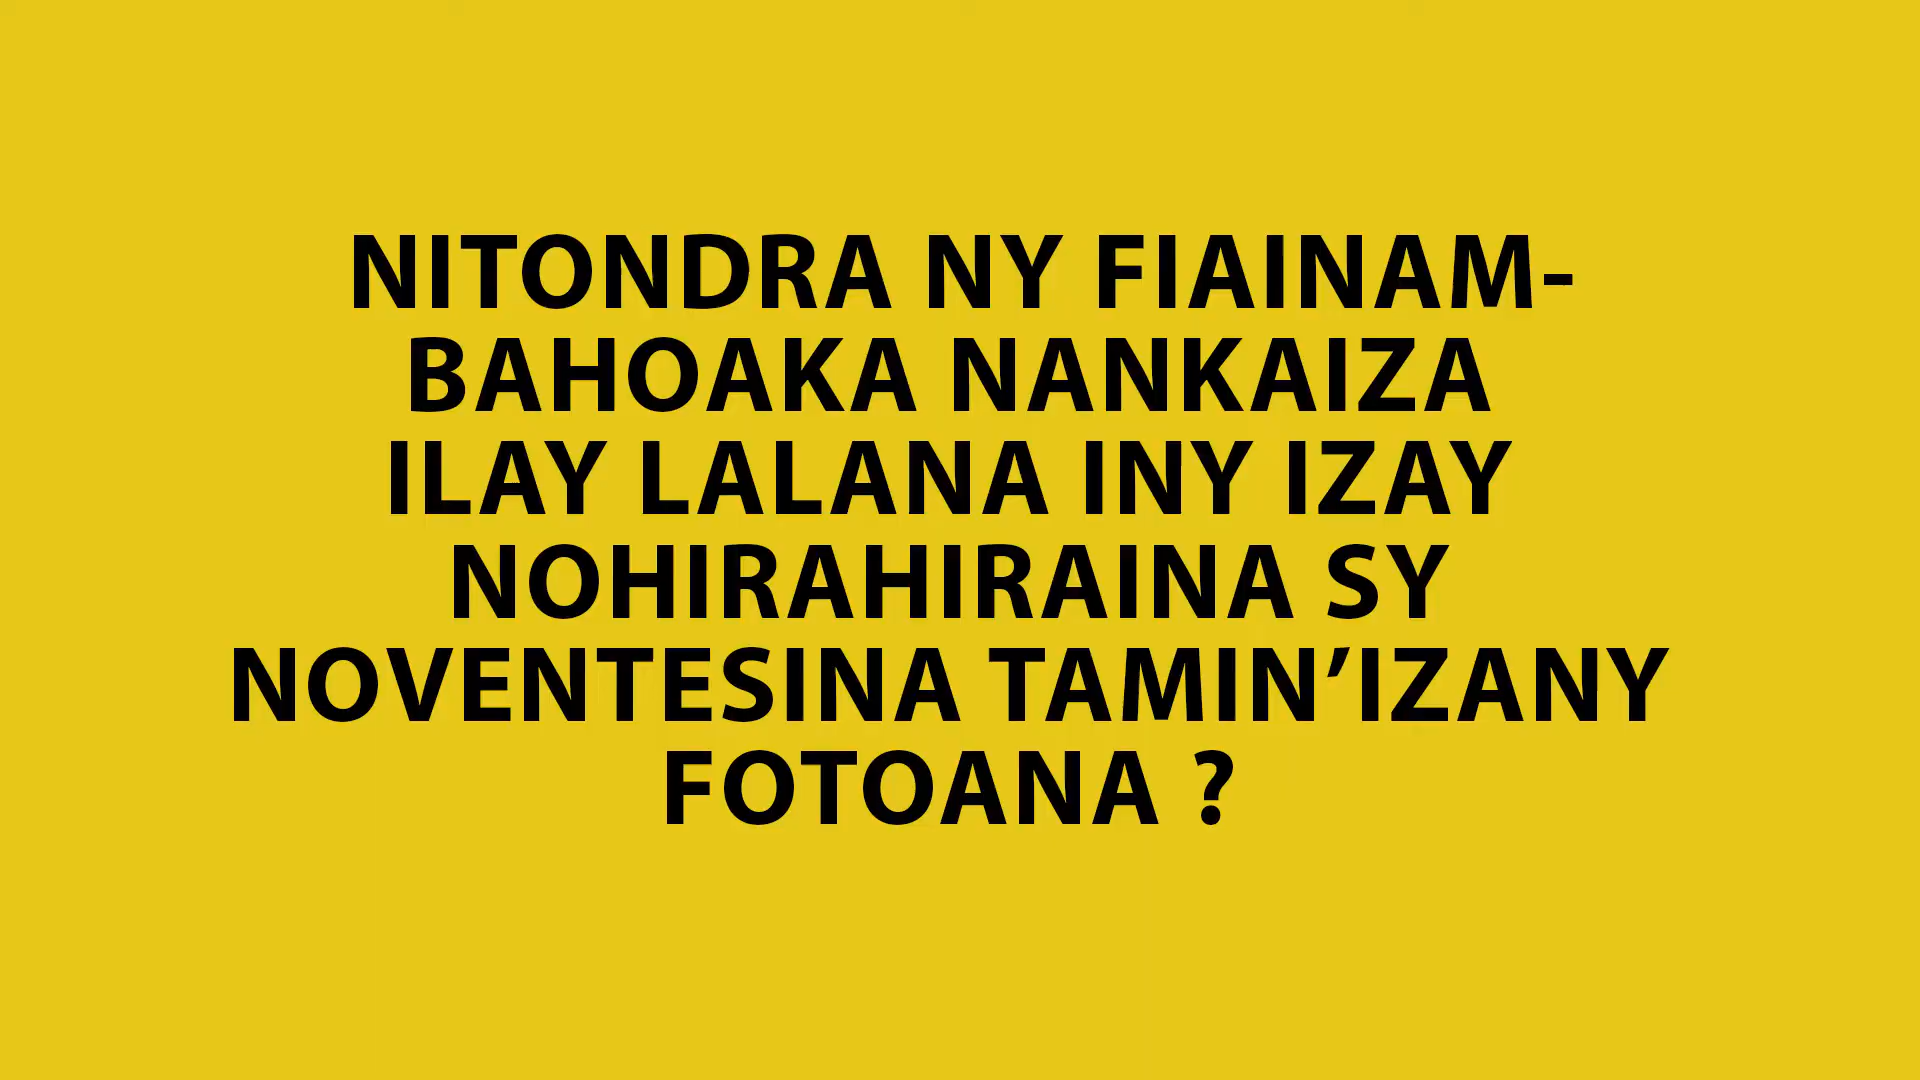 NITONDRA NY FIAINAM-
BAHOAKA NANKAIZA
ILAY LALANA INY IZAY
NOHIRAHIRAINA SY
NOVENTESINA TAMIN’IZANY
FOTOANA ?